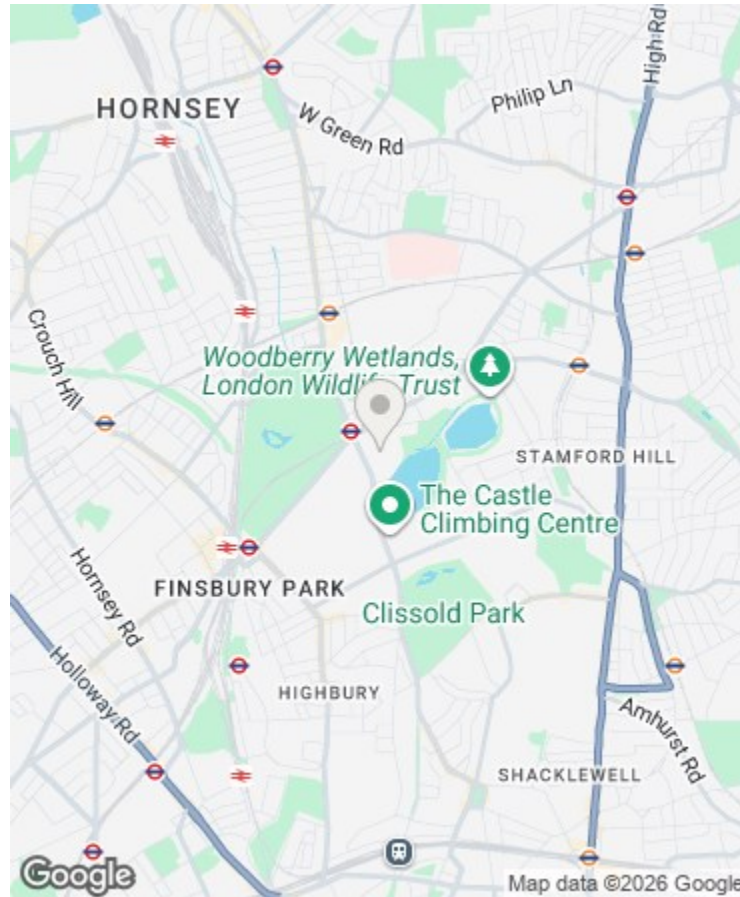 High Rd
HORNSEY
Philip Ln
W Green Rd
Crouch Hill
Woodberry Wetlands,
London Wildlife Trust
STAMFORD HILL
The Castle
Climbing Centre
Hornsey Rd
FINSBURY PARK
Clissold Park
Holloway Rd
HIGHBURY
Amhurst Rd
SHACKLEWELL
Google
Map data ©2026 Google